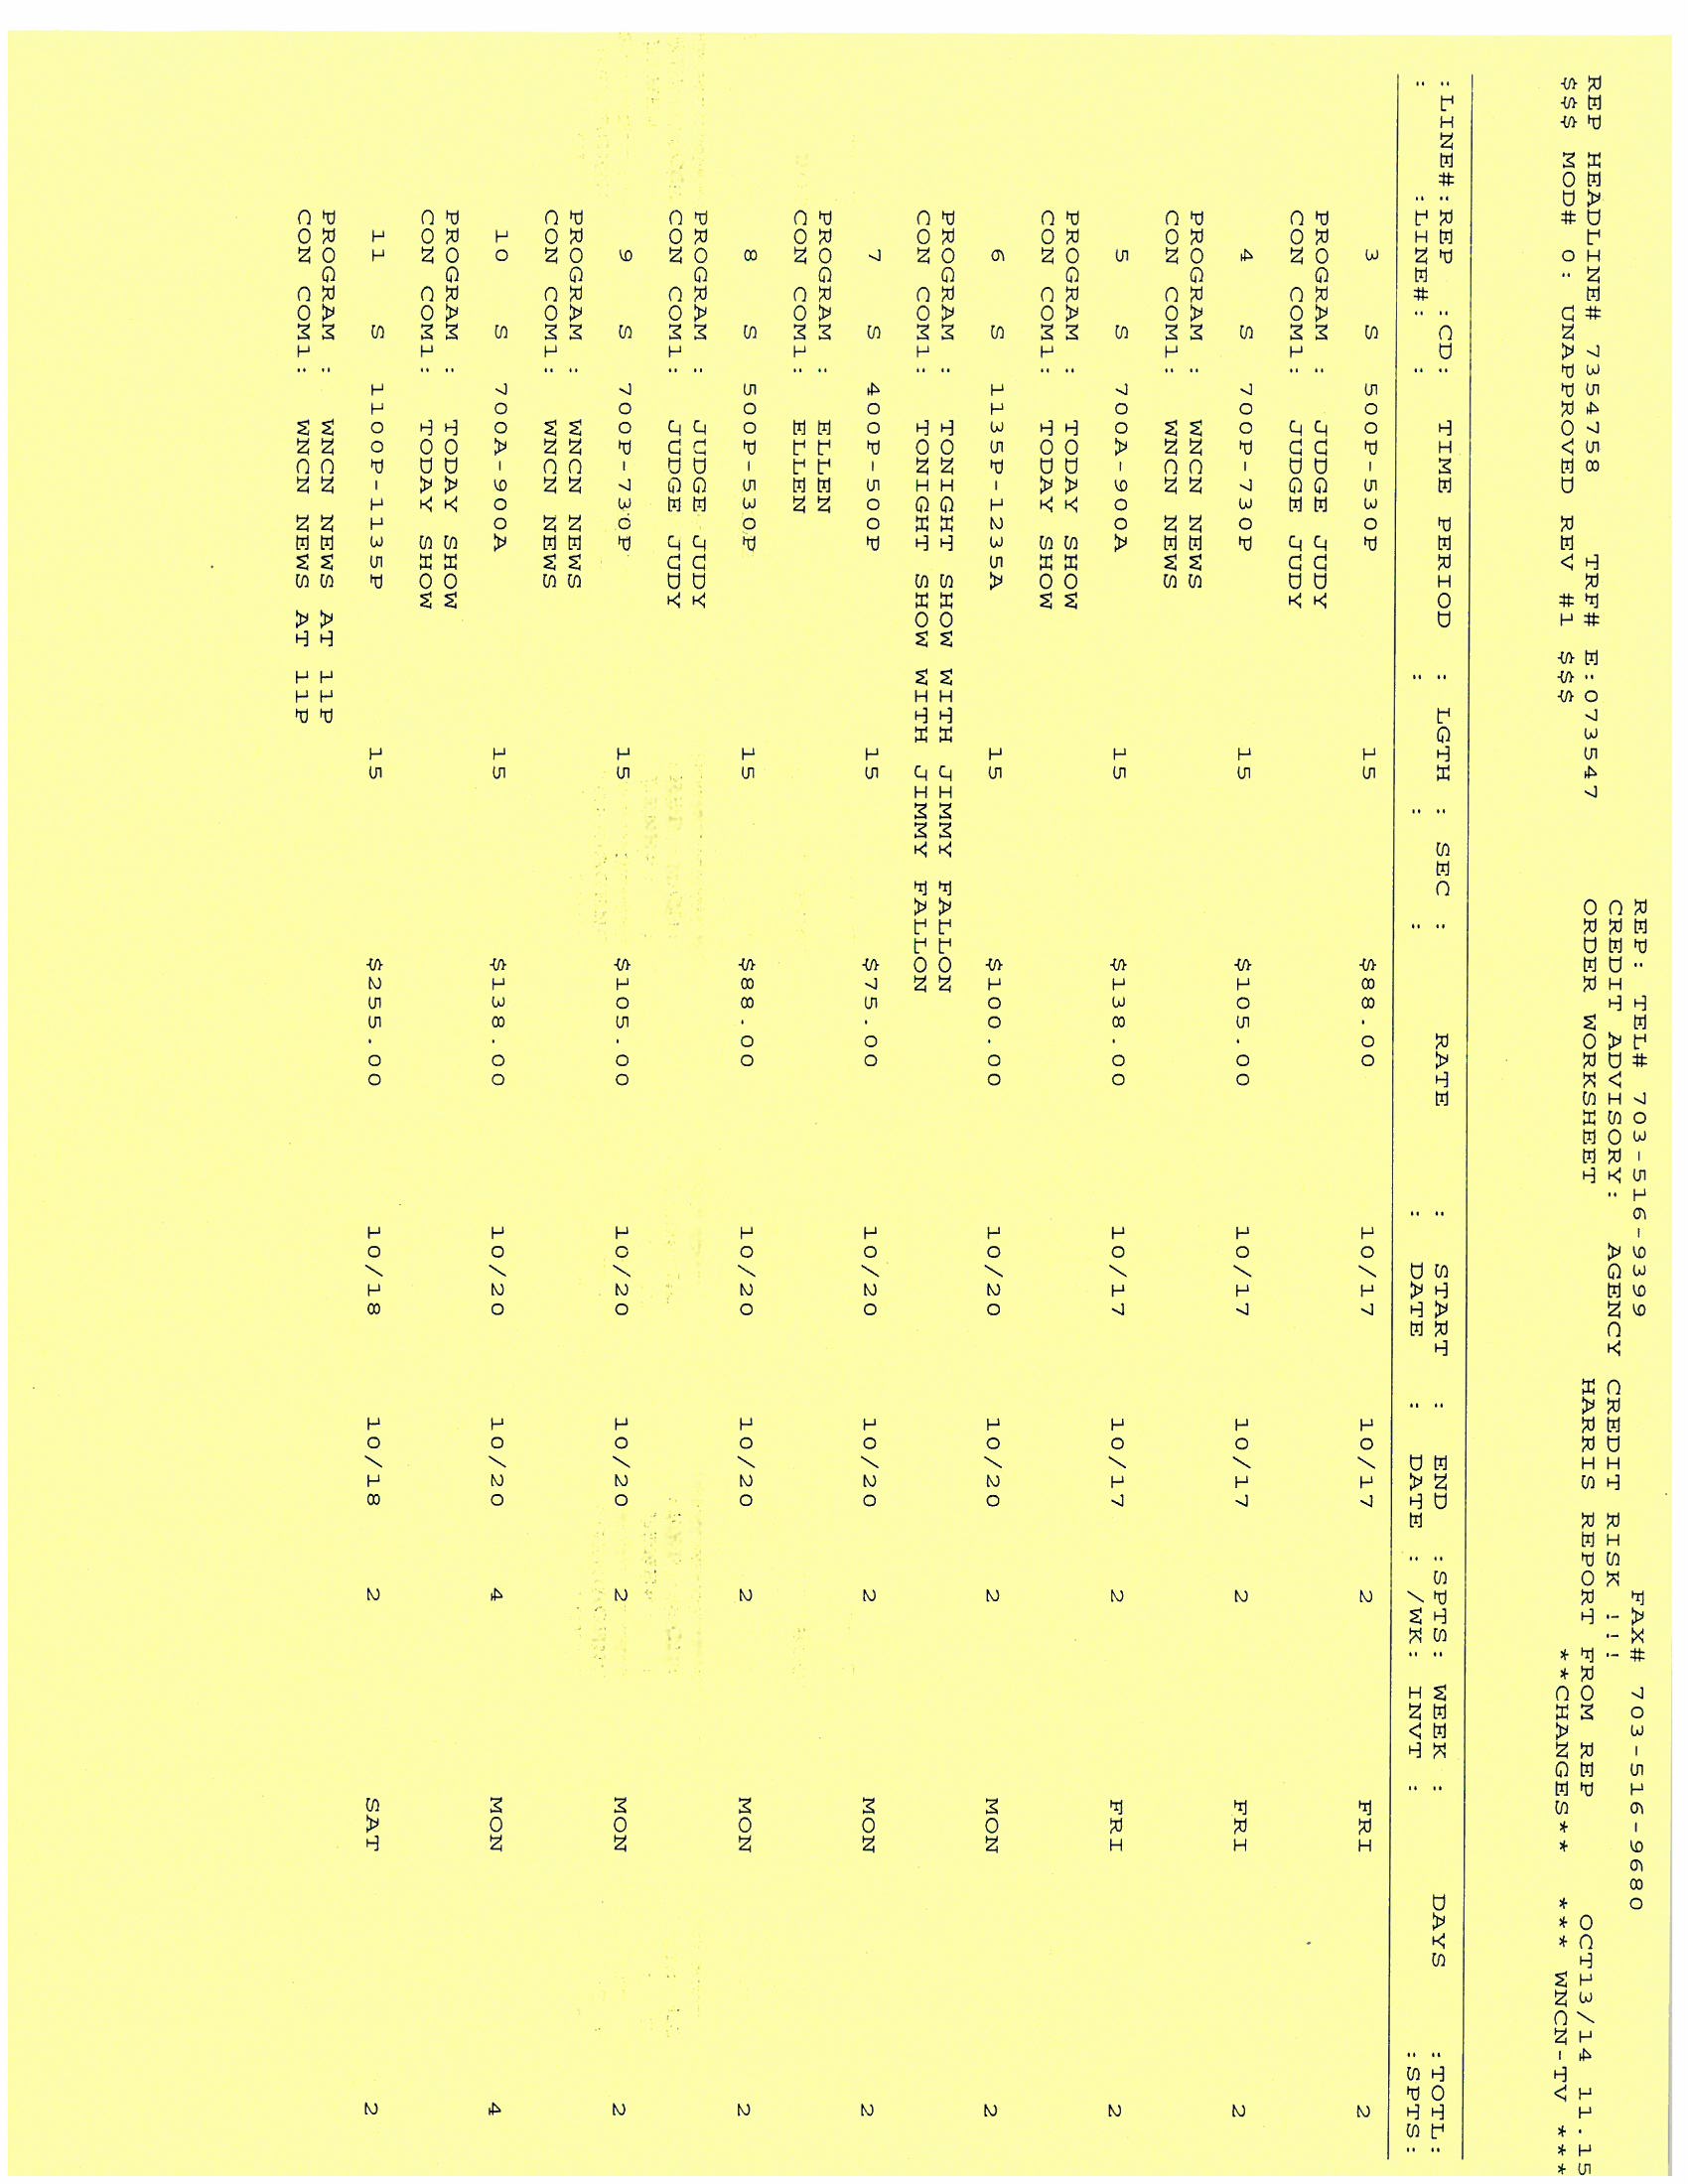 REP: TEL# 703-516-9399 FAX# 703-516-9680
CREDIT ADVISORY: AGENCY CREDIT RISK !!!
REP HEADLINE# 7354758 TRF# E:073547 ORDER WORKSHEET HARRIS REPORT FROM REP OCT13/14 11.15
$$$ MOD# 0: UNAPPROVED REV #1 $$$ **CHANGES** *** WNCN-TV ***
:LINE#:REP :CD: TIME PERIOD : LGTH : SEC : RATE : START : END :SPTS: WEEK : DAYS :TOTL:
: :LINE#: : : : : : DATE : DATE : /WK: INVT : :SPTS:
3 S 500P-530P 15 $88.00 10/17 10/17 2 FRI 2
PROGRAM : JUDGE JUDY
CON COM1: JUDGE JUDY
4 S 700P-730P 15 $105.00 10/17 10/17 2 FRI 2
PROGRAM : WNCN NEWS
CON COM1: WNCN NEWS
5 S 700A-900A 15 $138.00 10/17 10/17 2 FRI 2
PROGRAM : TODAY SHOW
CON COM1: TODAY SHOW
6 S 1135P-1235A 15 $100.00 10/20 10/20 2 MON 2
PROGRAM : TONIGHT SHOW WITH JIMMY FALLON
CON COM1: TONIGHT SHOW WITH JIMMY FALLON
7 S 400P-500P 15 $75.00 10/20 10/20 2 MON 2
PROGRAM : ELLEN
CON COM1: ELLEN
8 S 500P-530P 15 $88.00 10/20 10/20 2 MON 2
PROGRAM : JUDGE JUDY
CON COM1: JUDGE JUDY
9 S 700P-730P 15 $105.00 10/20 10/20 2 MON 2
PROGRAM : WNCN NEWS
CON COM1: WNCN NEWS
10 S 700A-900A 15 $138.00 10/20 10/20 4 MON 4
PROGRAM : TODAY SHOW
CON COM1: TODAY SHOW
11 S 1100P-1135P 15 $255.00 10/18 10/18 2 SAT 2
PROGRAM : WNCN NEWS AT 11P
CON COM1: WNCN NEWS AT 11P